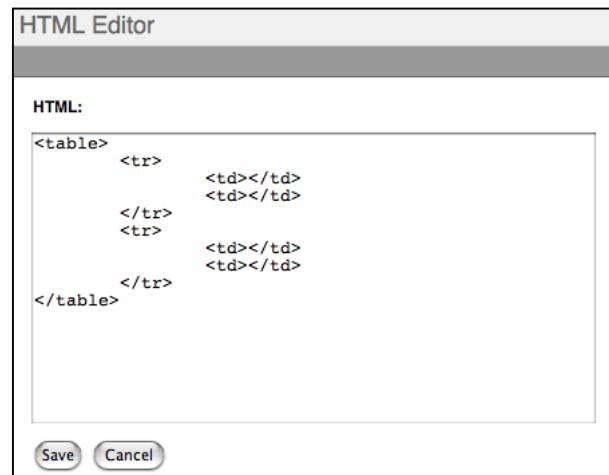 HTML Editor
HTML:
<table>
<tr>
<td></td>
<td></td>
</tr>
<tr>
<td></td>
<td></td>
</tr>
</table>
Save Cancel